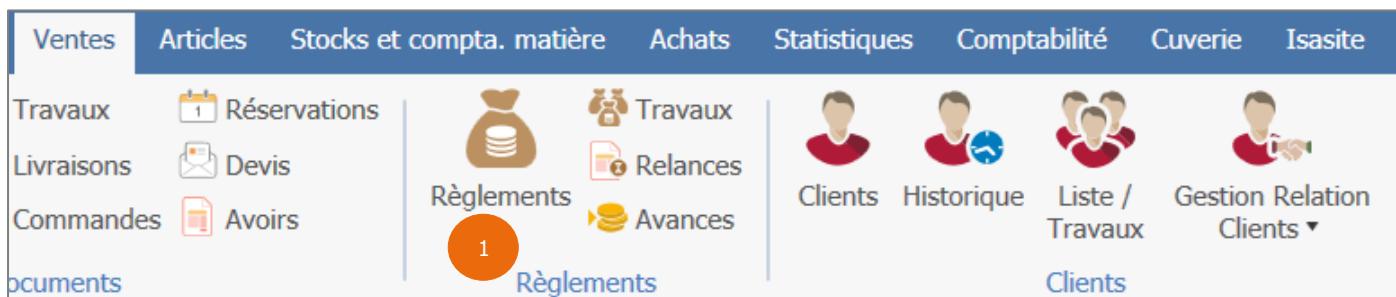 Ventes Articles Stocks et compta. matière Achats Statistiques Comptabilité Cuverie Isasite
Travaux 1 Réservations
Livraisons Devis
Commandes Avoirs
ocuments
Règlements
1
Travaux
Relances
Avances
Règlements
Clients
Historique
Liste /
Travaux
Gestion Relation
Clients
Clients